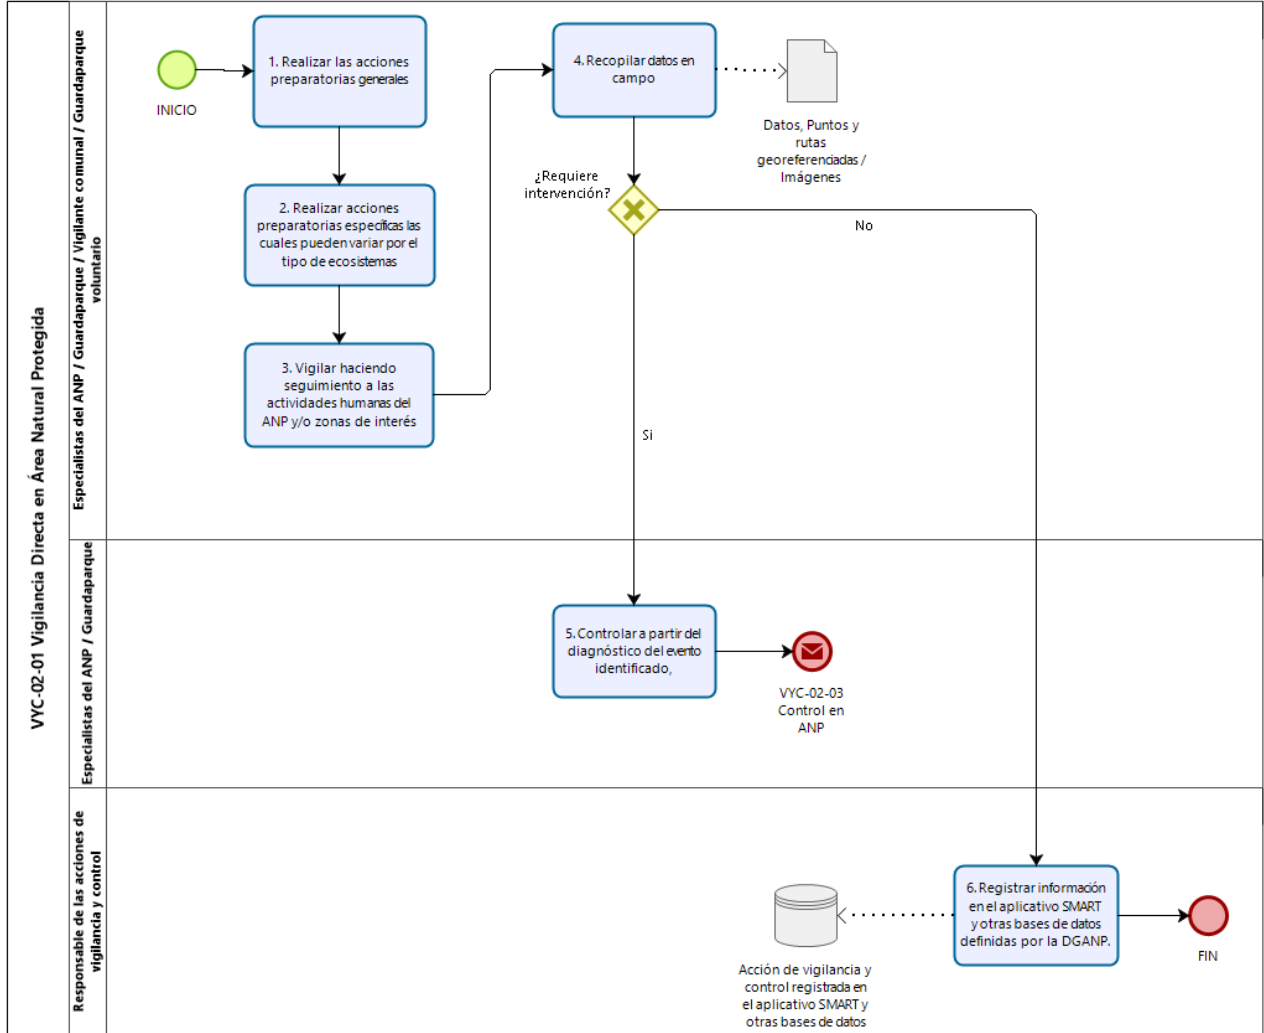 VYC-02-01 Vigilancia Directa en Área Natural Protegida
Especialistas del ANP / Guardaparque / Vigilante comunal / Guardaparque
voluntario
INICIO
1. Realizar las acciones
preparatorias generales
2. Realizar acciones
preparatorias específicas las
cuales pueden variar por el
tipo de ecosistemas
3. Vigilar haciendo
seguimiento a las
actividades humanas del
ANP y/o zonas de interés
4. Recopilar datos en
campo
Datos, Puntos y
rutas
georeferenciadas /
Imágenes
¿Requiere
intervención?
No
Si
Especialistas del ANP / Guardaparque
5. Controlar a partir del
diagnóstico del evento
identificado,
VYC-02-03
Control en
ANP
Responsable de las acciones de
vigilancia y control
6. Registrar información
en el aplicativo SMART
y otras bases de datos
definidas por la DGANP.
FIN
Acción de vigilancia y
control registrada en
el aplicativo SMART y
otras bases de datos